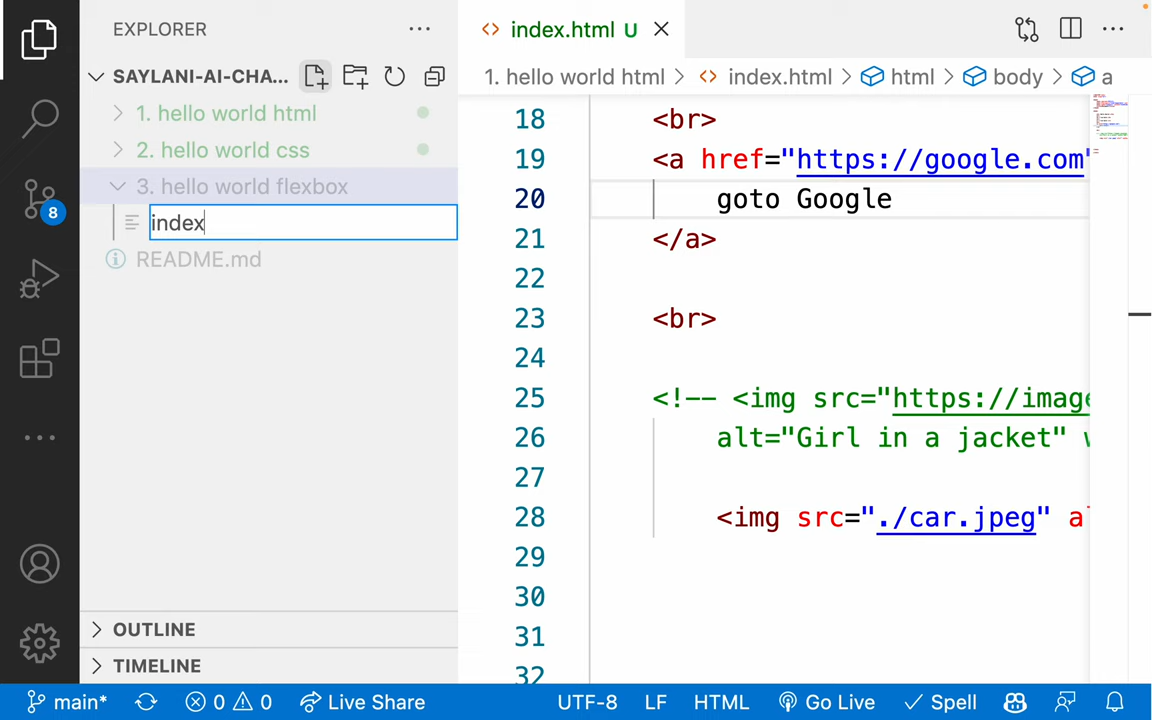 EXPLORER
SAYLANI-AI-CHA...
1. hello world html
2. hello world css
3. hello world flexbox
index
README.md
OUTLINE
TIMELINE
8
index.html U
1. hello world html > index.html > html > body > a
18 <br>
19 <a href="https://google.com"
20 goto Google
21 </a>
22
23 <br>
24
25 <!-- <img src="https://image
26 alt="Girl in a jacket"
27
28 <img src="./car.jpeg" al
29
30
31
32
main* 0 0 Live Share UTF-8 LF HTML Go Live Spell